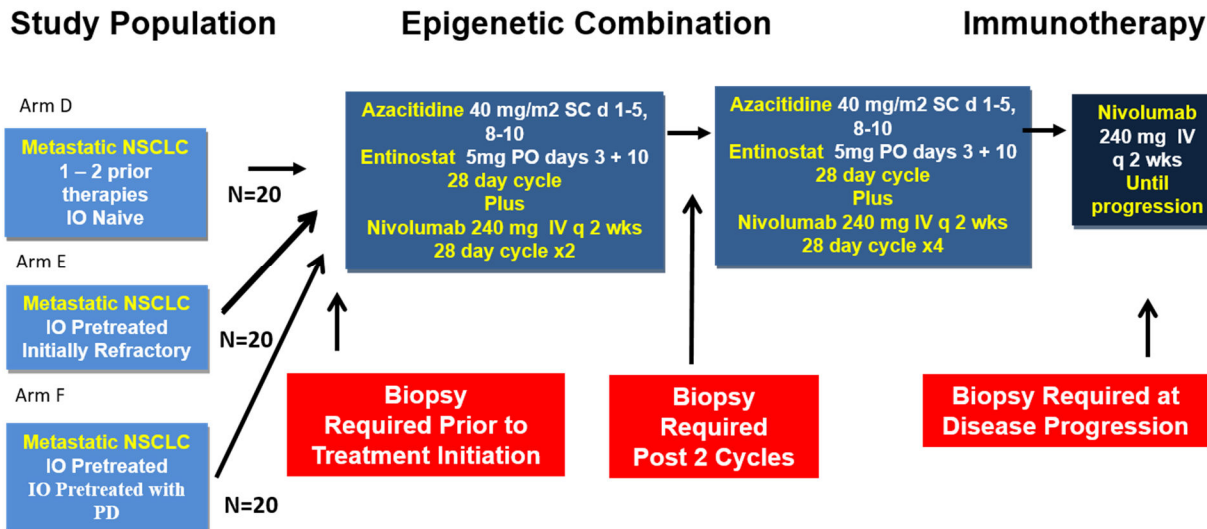 Study Population
Epigenetic Combination
Immunotherapy
Arm D
Metastatic NSCLC
1 – 2 prior
therapies
IO Naive
N=20
Arm E
Metastatic NSCLC
IO Pretreated
Initially Refractory
N=20
Arm F
Metastatic NSCLC
IO Pretreated
IO Pretreated with
PD
N=20
Azacitidine 40 mg/m2 SC d 1-5,
8-10
Entinostat 5mg PO days 3 + 10
28 day cycle
Plus
Nivolumab 240 mg IV q 2 wks
28 day cycle x2
Azacitidine 40 mg/m2 SC d 1-5,
8-10
Entinostat 5mg PO days 3 + 10
28 day cycle
Plus
Nivolumab 240 mg IV q 2 wks
28 day cycle x4
Nivolumab
240 mg IV
q 2 wks
Until
progression
Biopsy
Required Prior to
Treatment Initiation
Biopsy
Required
Post 2 Cycles
Biopsy Required at
Disease Progression